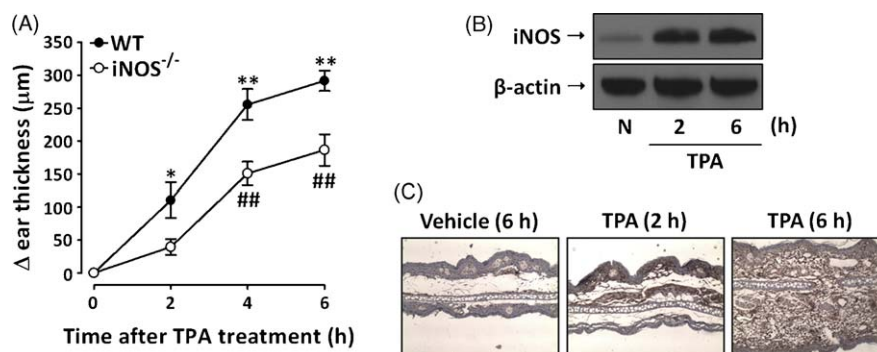 (A)
350
300
250
200
150
100
50
0
Δ ear thickness (μm)
WT
iNOS-/-
*
**
**
##
##
0 2 4 6
Time after TPA treatment (h)
(B)
iNOS →
β-actin →
N 2 6 (h)
TPA
(C)
Vehicle (6 h) TPA (2 h) TPA (6 h)